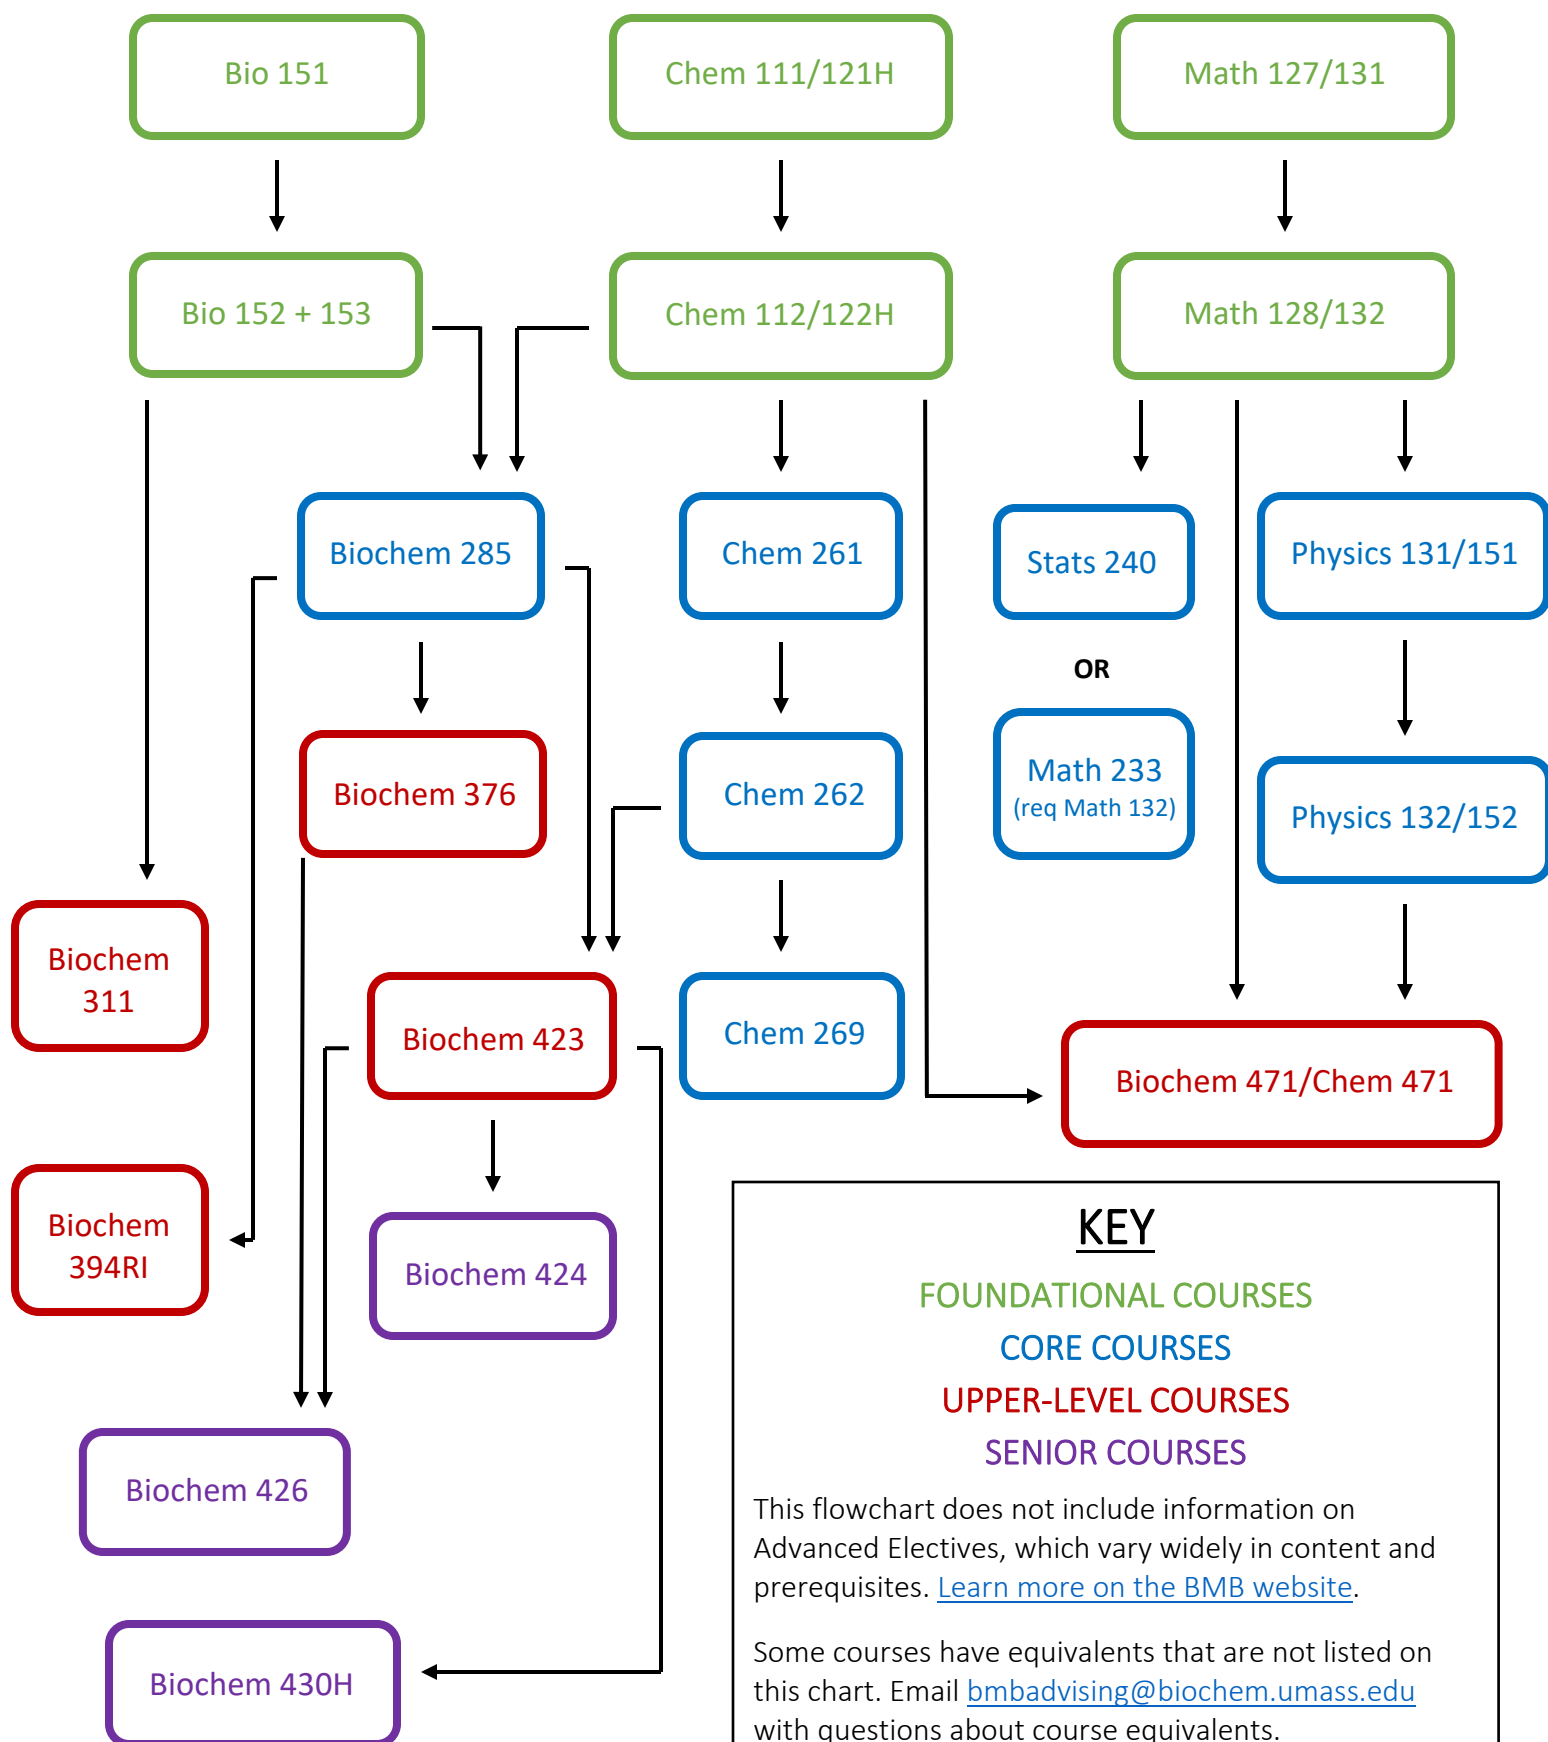 Bio 151
Chem 111/121H
Math 127/131
Bio 152 + 153
Chem 112/122H
Math 128/132
Biochem 285
Chem 261
Stats 240
Physics 131/151
OR
Biochem 376
Chem 262
Math 233
(req Math 132)
Physics 132/152
Biochem
311
Biochem 423
Chem 269
Biochem 471/Chem 471
Biochem
394RI
Biochem 424
Biochem 426
Biochem 430H
KEY
FOUNDATIONAL COURSES
CORE COURSES
UPPER-LEVEL COURSES
SENIOR COURSES
This flowchart does not include information on
Advanced Electives, which vary widely in content and
prerequisites. Learn more on the BMB website.
Some courses have equivalents that are not listed on
this chart. Email bmbadvising@biochem.umass.edu
with questions about course equivalents.